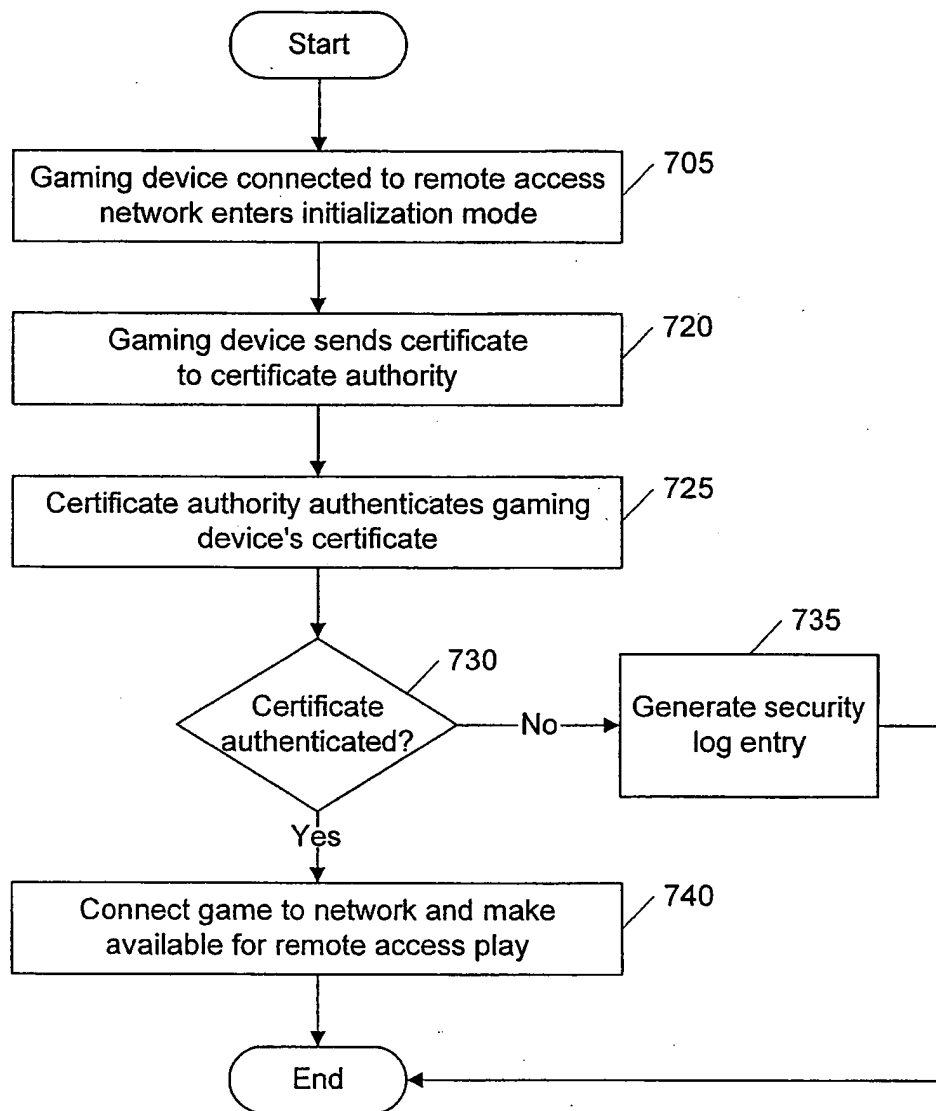 Start
Gaming device connected to remote access
network enters initialization mode
705
Gaming device sends certificate
to certificate authority
720
Certificate authority authenticates gaming
device's certificate
725
Certificate
authenticated?
730
No
Generate security
log entry
735
Yes
Connect game to network and make
available for remote access play
740
End